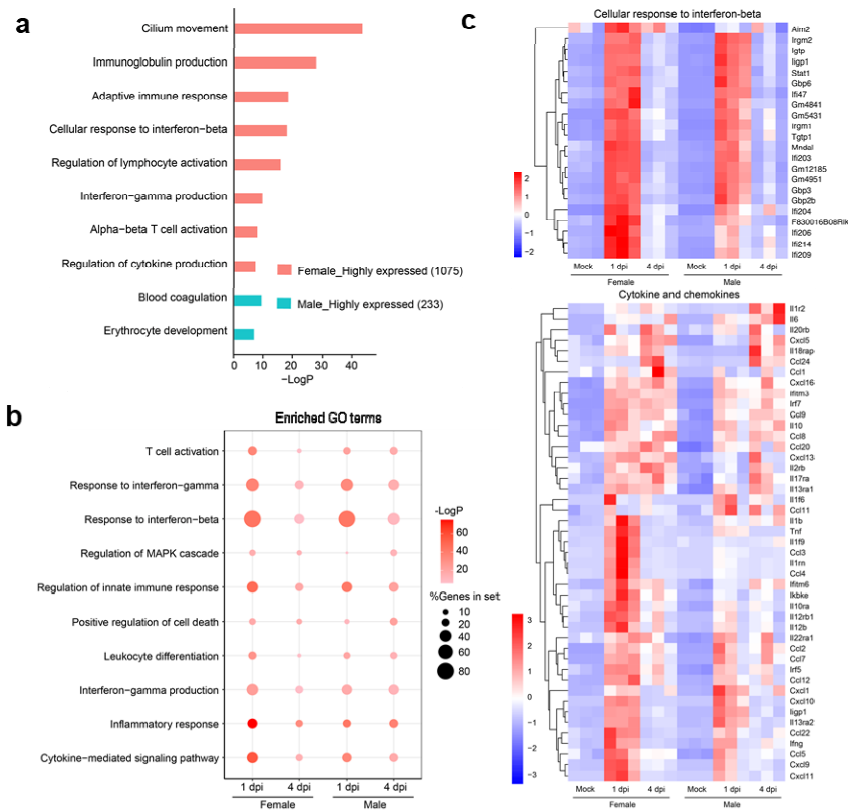 a
Cilium movement
Immunoglobulin production
Adaptive immune response
Cellular response to interferon-beta
Regulation of lymphocyte activation
Interferon-gamma production
Alpha-beta T cell activation
Regulation of cytokine production
Blood coagulation
Erythrocyte development
Female_Highly expressed (1075)
Male_Highly expressed (233)
0 10 20 30 40
−LogP
b
Enriched GO terms
T cell activation
Response to interferon-gamma
Response to interferon-beta
Regulation of MAPK cascade
Regulation of innate immune response
Positive regulation of cell death
Leukocyte differentiation
Interferon-gamma production
Inflammatory response
Cytokine-mediated signaling pathway
1 dpi 4 dpi 1 dpi 4 dpi
Female Male
-LogP
60
40
20
%Genes in set
10
20
40
60
80
c
Cellular response to interferon-beta
Aim2
Irgm2
Igtp
Iigp1
Stat1
Gbp6
Ifi47
Gm4841
Gm5431
Irgm1
Tgtp1
Mndal
Ifi203
Gm12185
Gm4951
Gbp3
Gbp2b
Ifi204
F830016B08RIK
Ifi206
Ifi214
Ifi209
2
1
0
-1
-2
Mock 1 dpi 4 dpi Mock 1 dpi 4 dpi
Female Male
Cytokine and chemokines
Il1r2
Il6
Il20rb
Cxcl5
Il18rap
Ccl24
Ccl1
Cxcl16
Ifitm3
Irf7
Ccl9
Il10
Ccl8
Ccl20
Cxcl13
Il2rb
Il17ra
Il13ra1
Il1f6
Ccl11
Il1b
Tnf
Il1f9
Ccl3
Il1rn
Ccl4
Ifitm6
Ikbke
Il10ra
Il12rb1
Il12b
Il22ra1
Ccl2
Ccl7
Irf5
Ccl12
Cxcl1
Cxcl10
Iigp1
Il13ra2
Ccl22
Ifng
Ccl5
Cxcl9
Cxcl11
3
2
1
0
-1
-2
-3
Mock 1 dpi 4 dpi Mock 1 dpi 4 dpi
Female Male